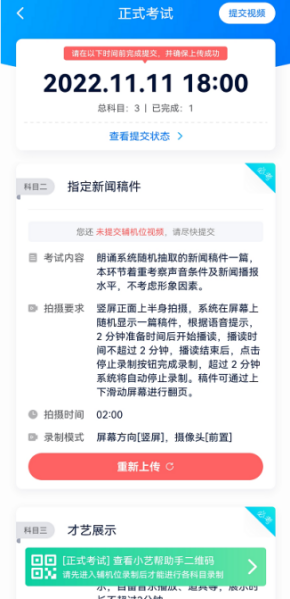 正式考试
提交视频
请在以下时间前完成提交，并确保上传成功
2022.11.11 18:00
总科目：3 | 已完成：1
查看提交状态
必考
科目二
指定新闻稿件
您还 未提交辅机位视频，请尽快提交
考试内容
朗诵系统随机抽取的新闻稿件一篇，
本环节着重考察声音条件及新闻播报
水平，不考虑形象因素。
拍摄要求
竖屏正面上半身拍摄，系统在屏幕上
随机显示一篇稿件，根据语音提示，
2 分钟准备时间后开始播读，播读时
间不超过 2 分钟，播读结束后，点击
停止录制按钮完成录制，超过 2 分钟
系统将自动停止录制。稿件可通过上
下滑动屏幕进行翻页。
拍摄时间
02:00
录制模式
屏幕方向[竖屏]，摄像头[前置]
重新上传
必考
科目三
才艺展示
[正式考试] 查看小艺帮助手二维码
请先进入辅机位录制后才能进行各科目录制